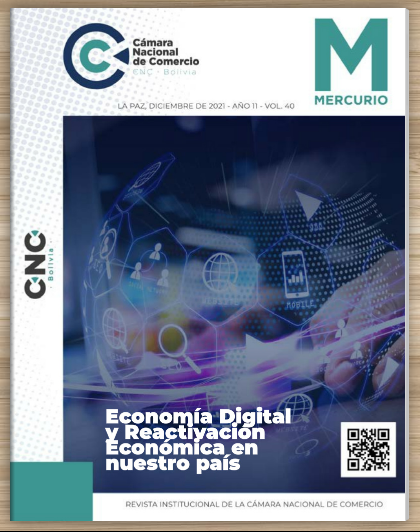 Cámara
Nacional
de Comercio
CNC - Bolivia
M
MERCURIO
LA PAZ, DICIEMBRE DE 2021 - AÑO 11 - VOL. 40
CNC
Bolivia
B2C
MOBILE
Economía Digital
y Reactivación
Económica en
nuestro país
REVISTA INSTITUCIONAL DE LA CÁMARA NACIONAL DE COMERCIO